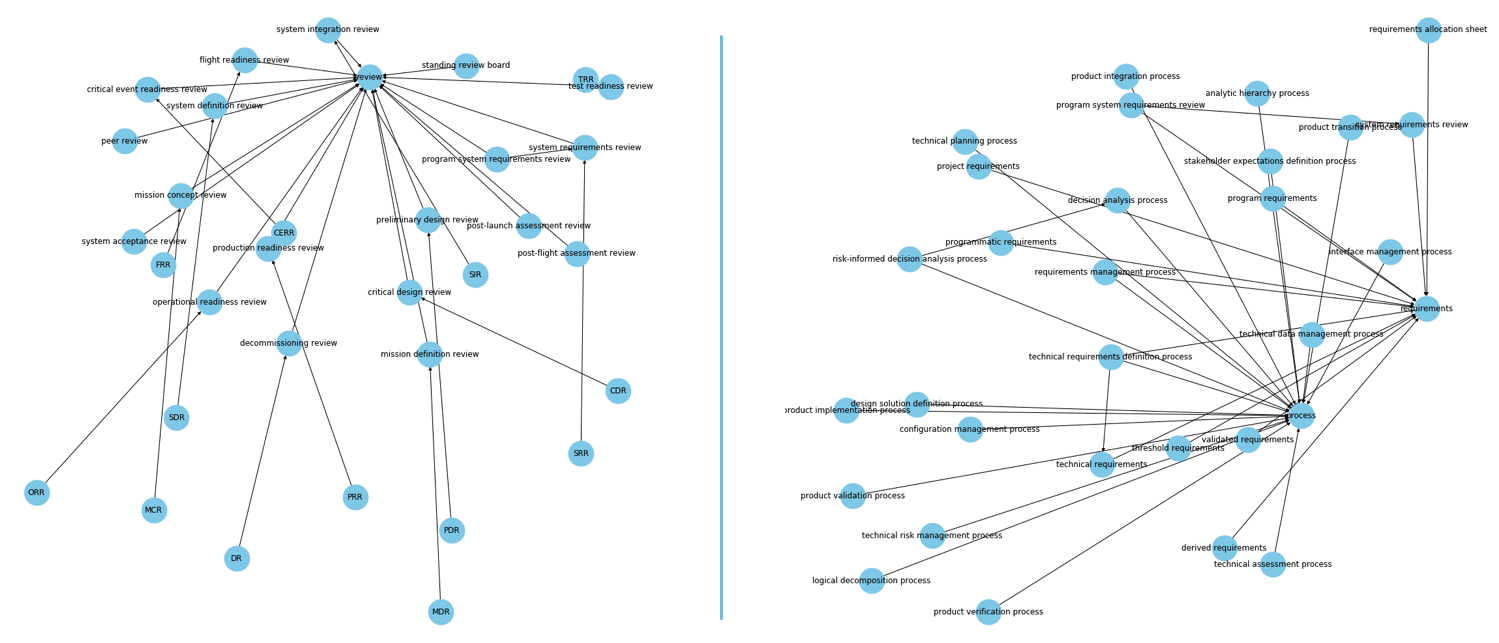 system integration review
flight readiness review
review
standing review board
critical event readiness review
TRR
test readiness review
system definition review
peer review
system requirements review
program system requirements review
mission concept review
preliminary design review
post-launch assessment review
system acceptance review
CERR
production readiness review
post-flight assessment review
FRR
SIR
operational readiness review
critical design review
decommissioning review
mission definition review
CDR
SDR
SRR
ORR
MCR
PRR
PDR
DR
MDR
requirements allocation sheet
product integration process
analytic hierarchy process
program system requirements review
product transition process
system requirements review
technical planning process
project requirements
stakeholder expectations definition process
decision analysis process
program requirements
programmatic requirements
interface management process
risk-informed decision analysis process
requirements management process
requirements
technical data management process
technical requirements definition process
design solution definition process
product implementation process
process
configuration management process
validated requirements
threshold requirements
technical requirements
product validation process
technical risk management process
derived requirements
technical assessment process
logical decomposition process
product verification process